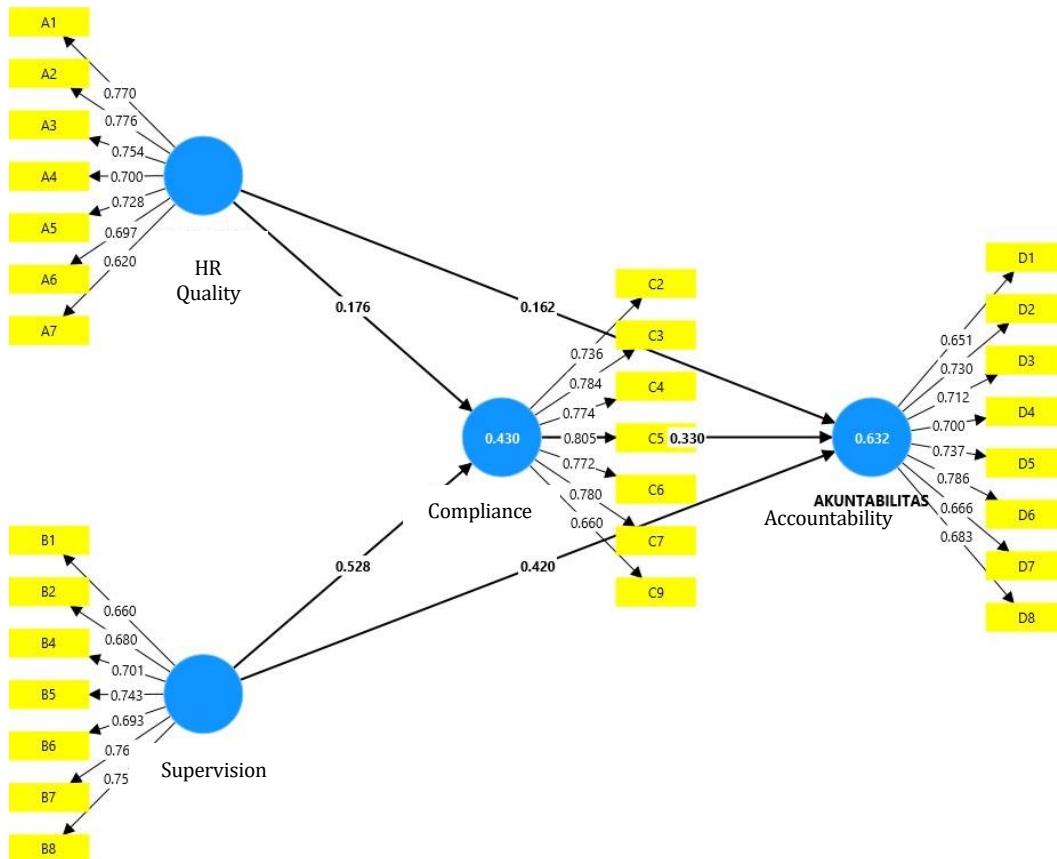 A1
A2
A3
A4
A5
A6
A7
0.770
0.776
0.754
0.700
0.728
0.697
0.620
HR
Quality
0.176
0.162
B1
B2
B4
B5
B6
B7
B8
0.660
0.680
0.701
0.743
0.693
0.76
0.75
Supervision
0.528
0.420
0.430
Compliance
0.736
0.784
0.774
0.805
0.772
0.780
0.660
C2
C3
C4
C5
C6
C7
C9
0.330
0.632
AKUNTABILITAS
Accountability
0.651
0.730
0.712
0.700
0.737
0.786
0.666
0.683
D1
D2
D3
D4
D5
D6
D7
D8